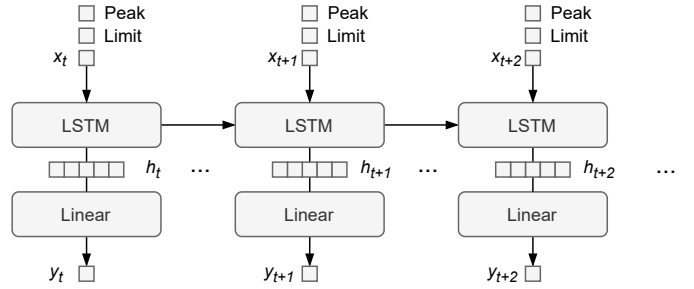 Peak Peak Peak
Limit Limit Limit
x_t x_{t+1} x_{t+2}
LSTM LSTM LSTM
h_t ... h_{t+1} ... h_{t+2} ...
Linear Linear Linear
y_t y_{t+1} y_{t+2}